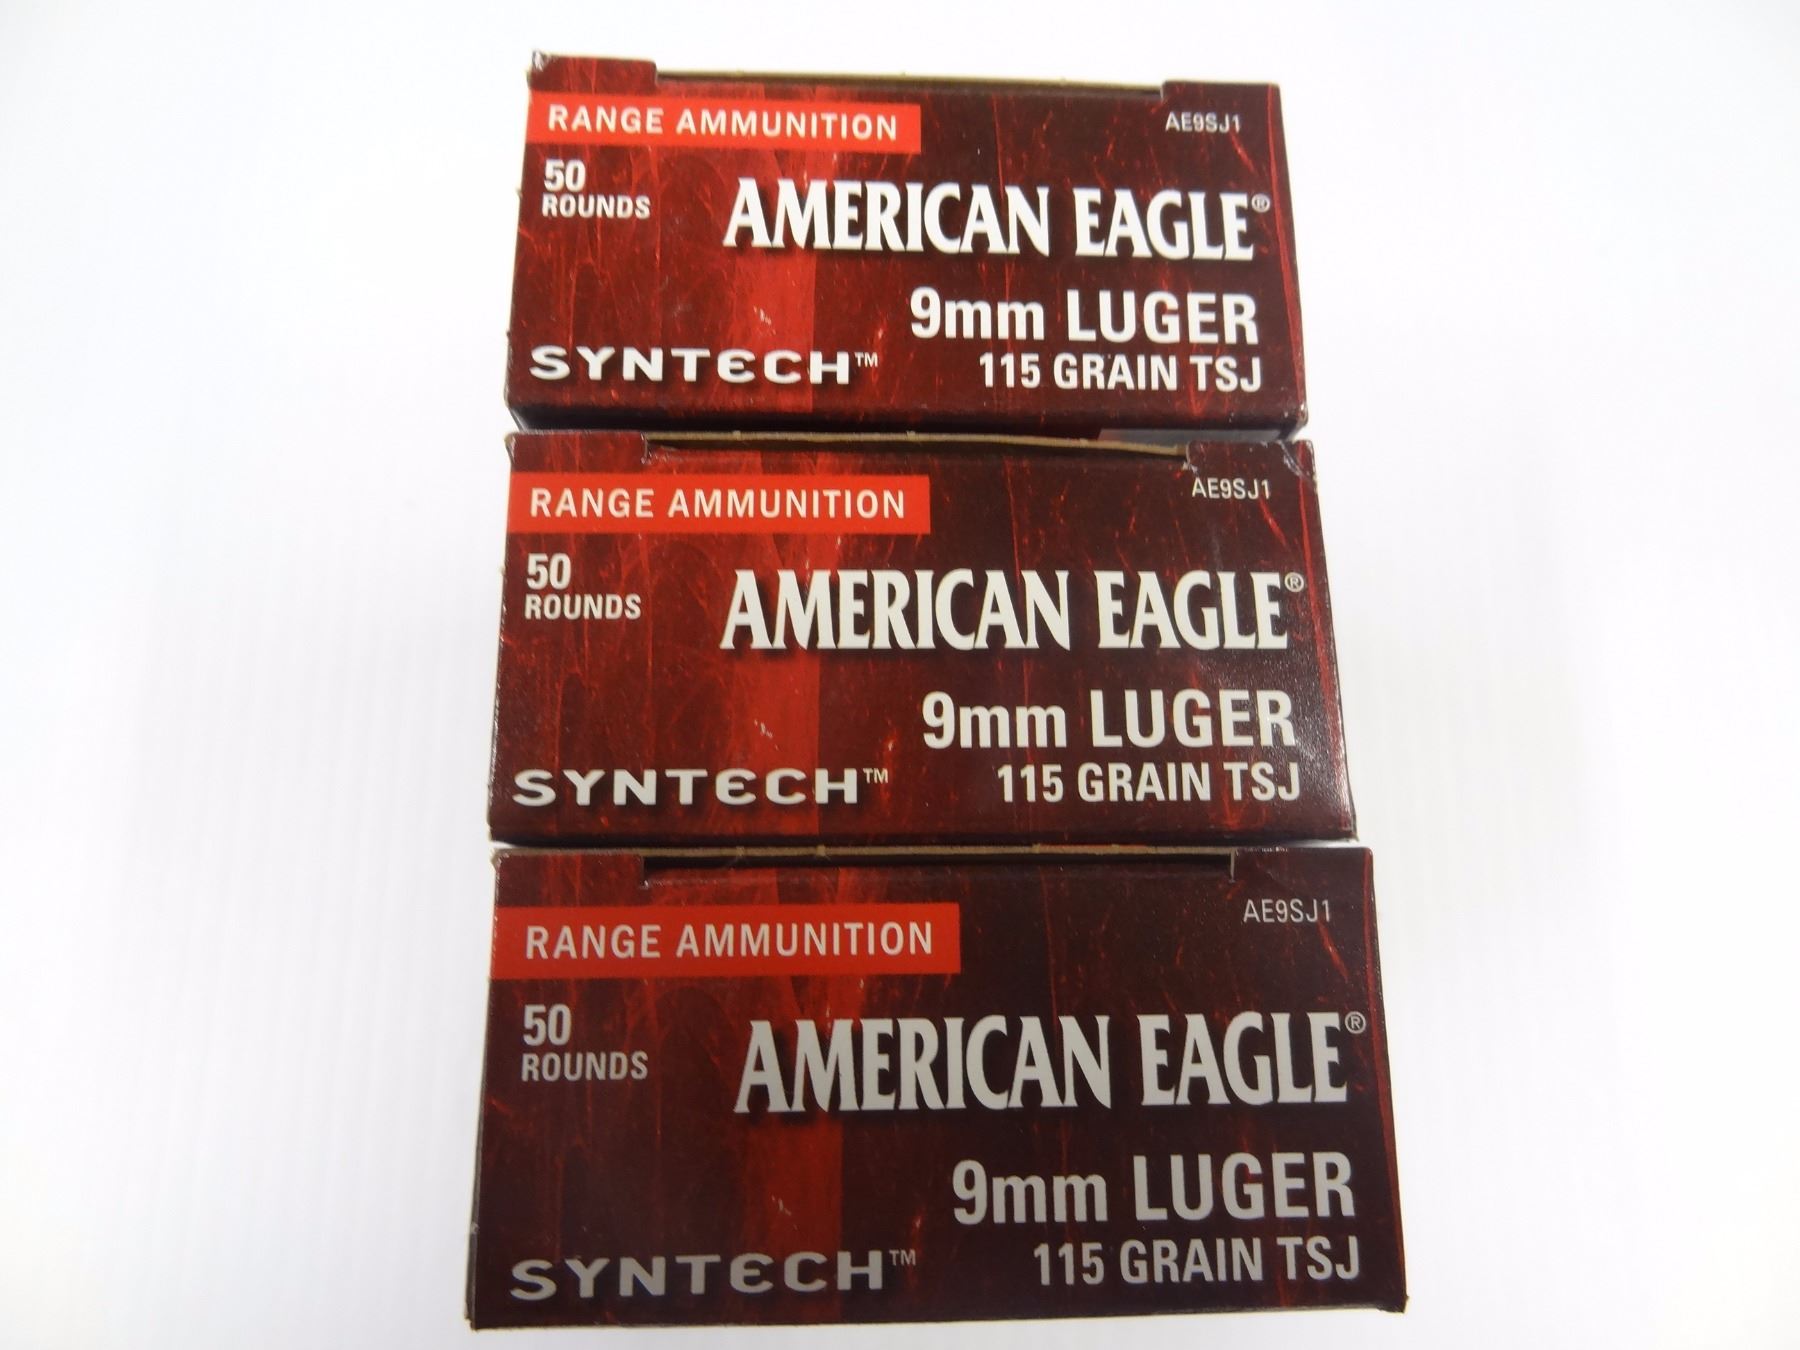 RANGE AMMUNITION
AE9SJ1
50
ROUNDS
AMERICAN EAGLE®
9mm LUGER
SYNTECH™
115 GRAIN TSJ
RANGE AMMUNITION
AE9SJ1
50
ROUNDS
AMERICAN EAGLE®
9mm LUGER
SYNTECH™
115 GRAIN TSJ
RANGE AMMUNITION
AE9SJ1
50
ROUNDS
AMERICAN EAGLE®
9mm LUGER
SYNTECH™
115 GRAIN TSJ